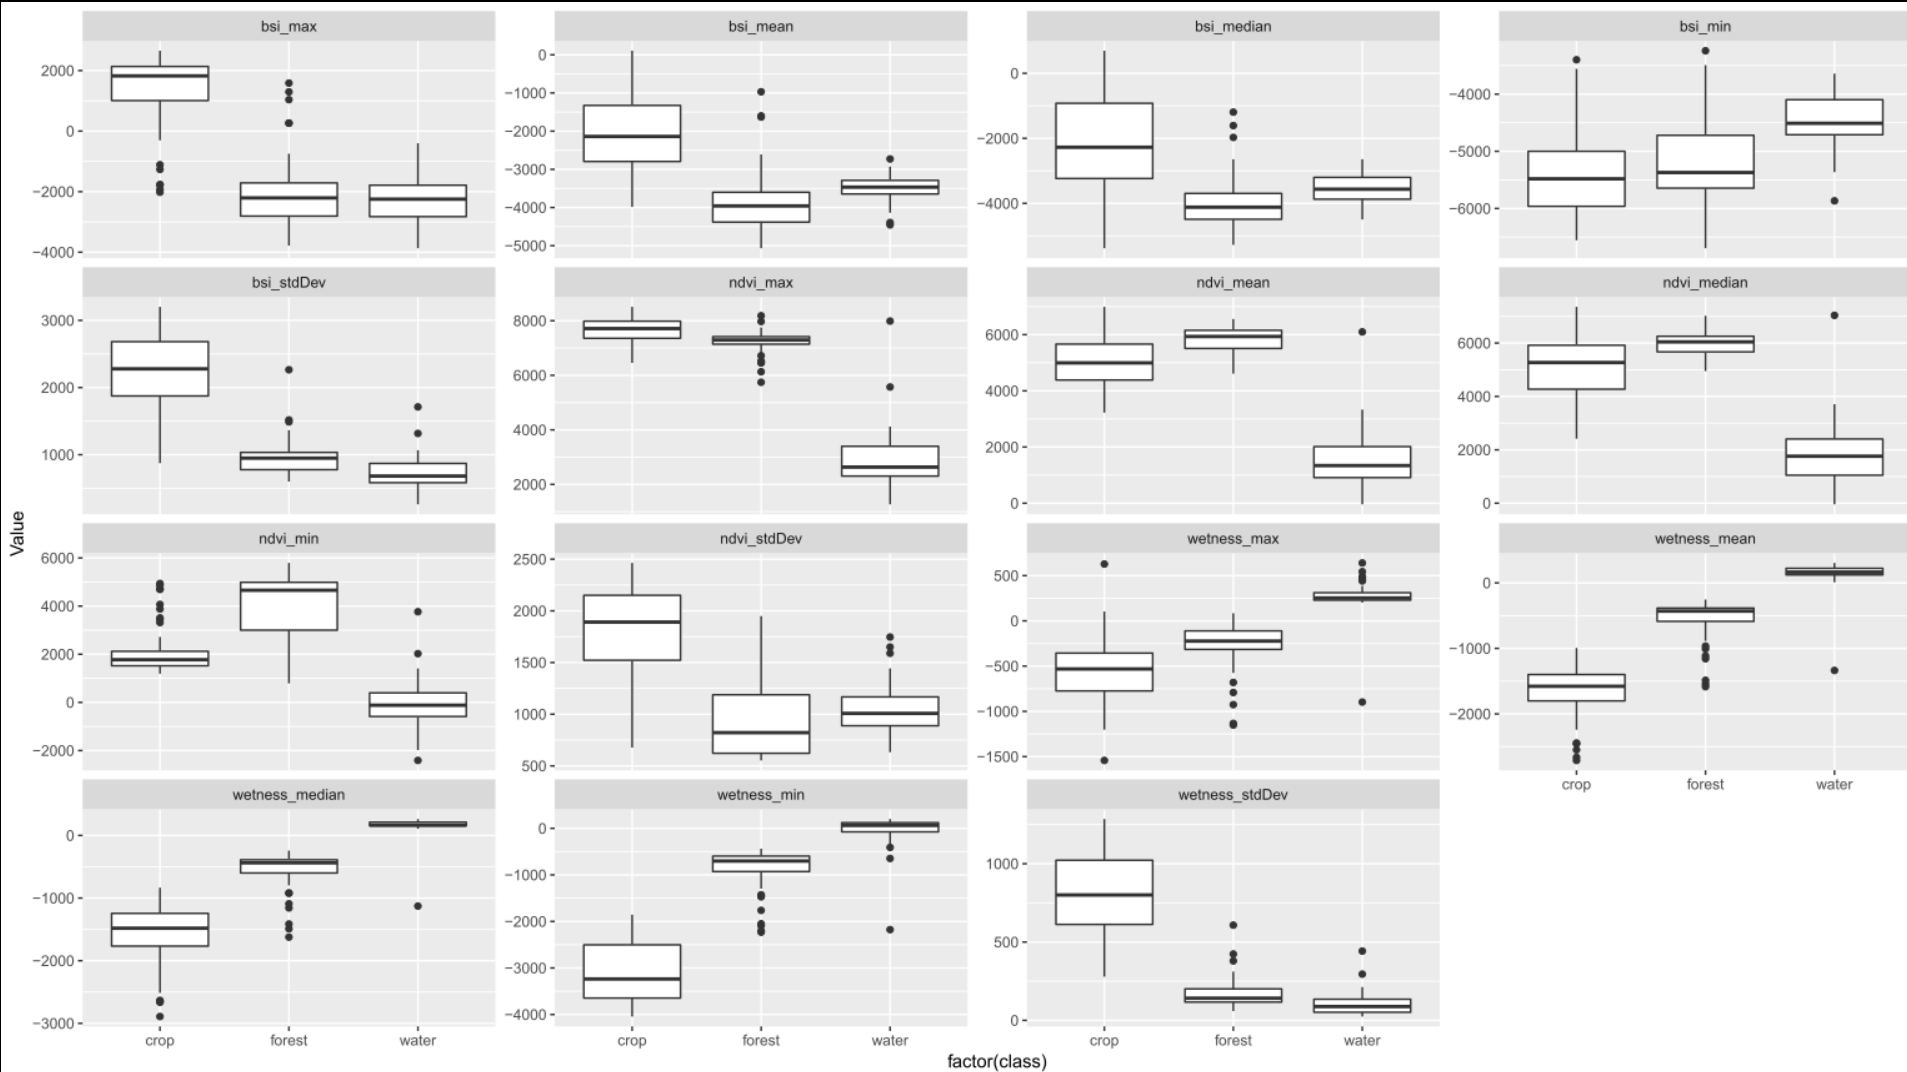 bsi_max
bsi_mean
bsi_median
bsi_min
2000
0
−2000
−4000
0
−1000
−2000
−3000
−4000
−5000
0
−2000
−4000
−4000
−5000
−6000
bsi_stdDev
ndvi_max
ndvi_mean
ndvi_median
3000
2000
1000
8000
6000
4000
2000
6000
4000
2000
0
6000
4000
2000
0
Value
ndvi_min
ndvi_stdDev
wetness_max
wetness_mean
6000
4000
2000
0
−2000
2500
2000
1500
1000
500
500
0
−500
−1000
−1500
0
−1000
−2000
crop forest water
wetness_median
wetness_min
wetness_stdDev
0
−1000
−2000
−3000
0
−1000
−2000
−3000
−4000
1000
500
0
crop forest water
crop forest water
crop forest water
factor(class)